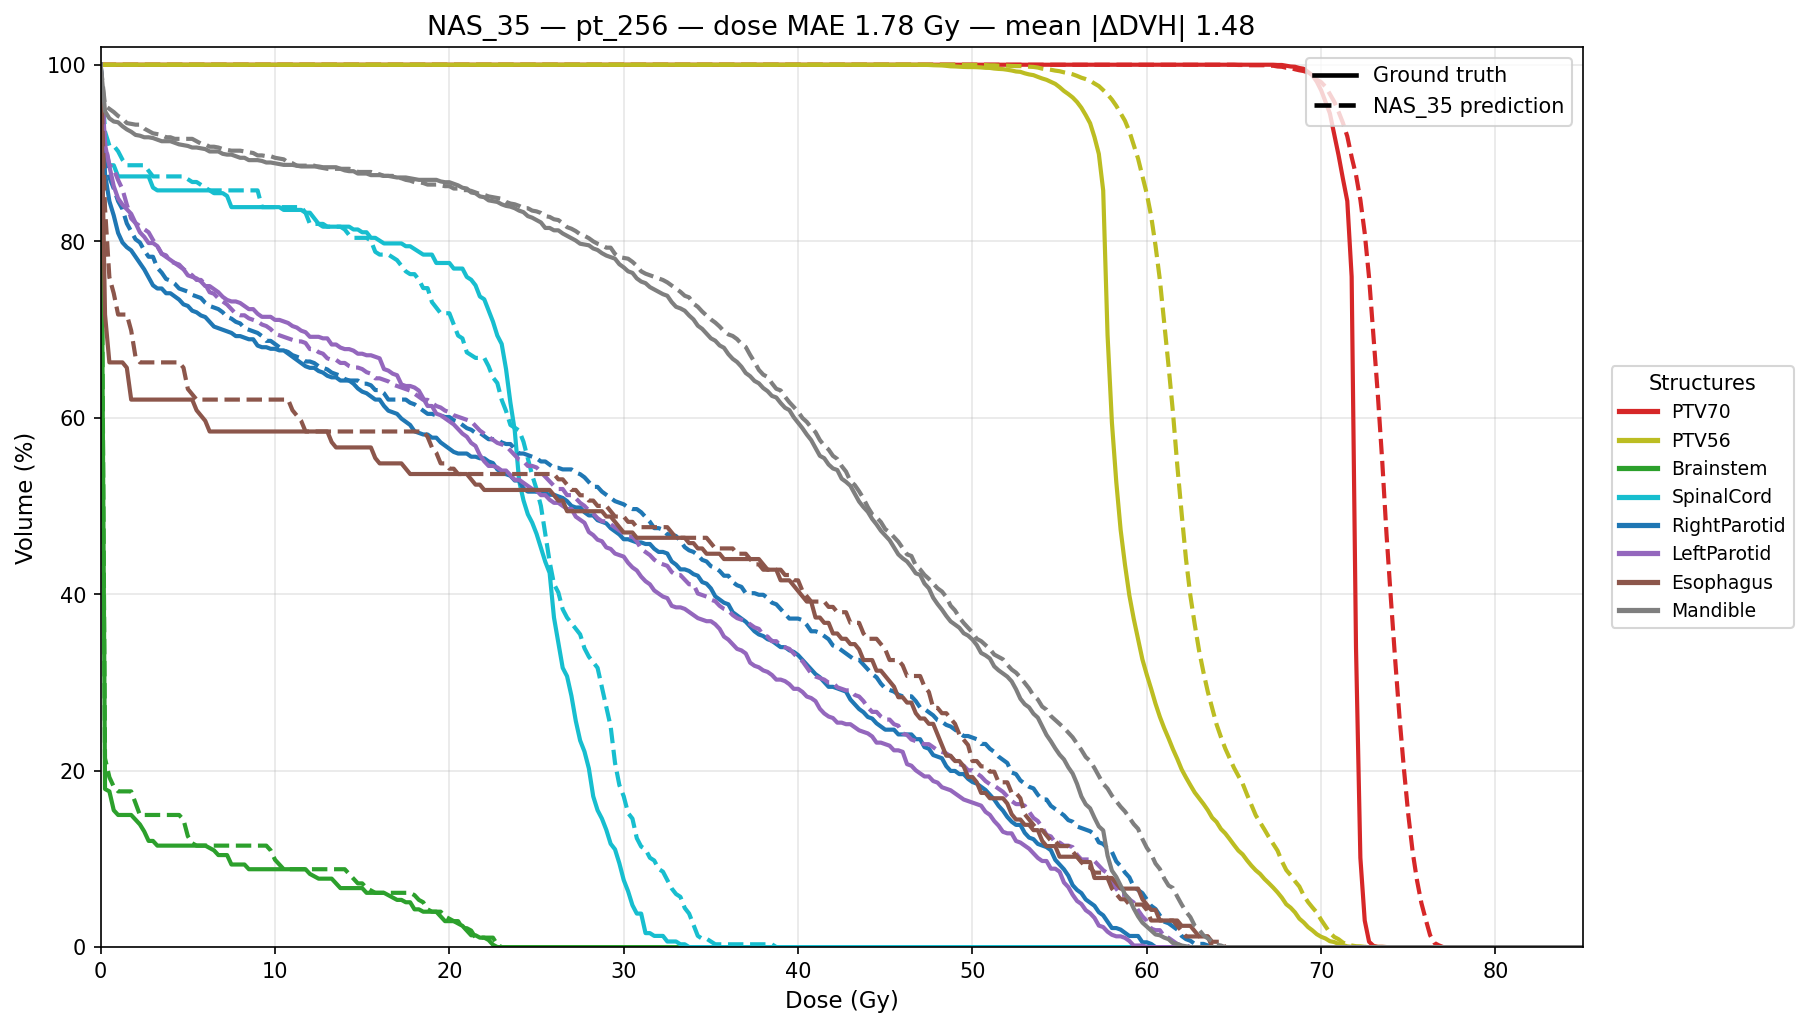 NAS_35 — pt_256 — dose MAE 1.78 Gy — mean |ΔDVH| 1.48
Ground truth
NAS_35 prediction
Volume (%)
100
80
60
40
20
0
0 10 20 30 40 50 60 70 80
Dose (Gy)
Structures
PTV70
PTV56
Brainstem
SpinalCord
RightParotid
LeftParotid
Esophagus
Mandible